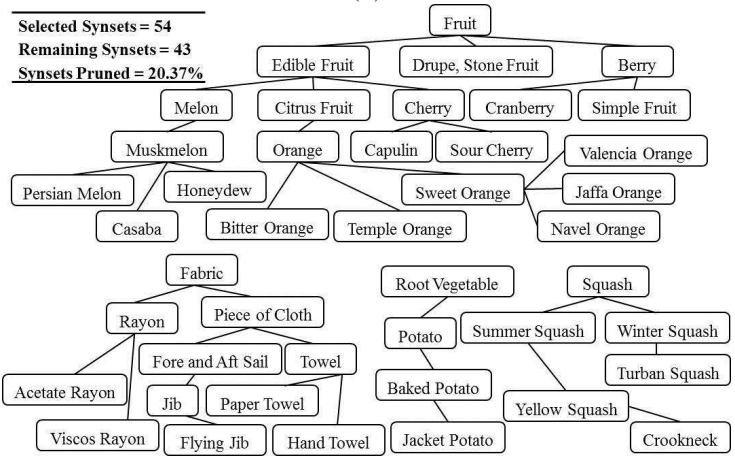 Selected Synsets = 54
Remaining Synsets = 43
Synsets Pruned = 20.37%
Fruit
Edible Fruit
Drupe, Stone Fruit
Berry
Melon
Citrus Fruit
Cherry
Cranberry
Simple Fruit
Muskmelon
Orange
Capulin
Sour Cherry
Valencia Orange
Persian Melon
Honeydew
Sweet Orange
Jaffa Orange
Casaba
Bitter Orange
Temple Orange
Navel Orange
Fabric
Rayon
Piece of Cloth
Fore and Aft Sail
Towel
Acetate Rayon
Jib
Paper Towel
Viscos Rayon
Flying Jib
Hand Towel
Root Vegetable
Potato
Baked Potato
Jacket Potato
Squash
Summer Squash
Winter Squash
Turban Squash
Yellow Squash
Crookneck